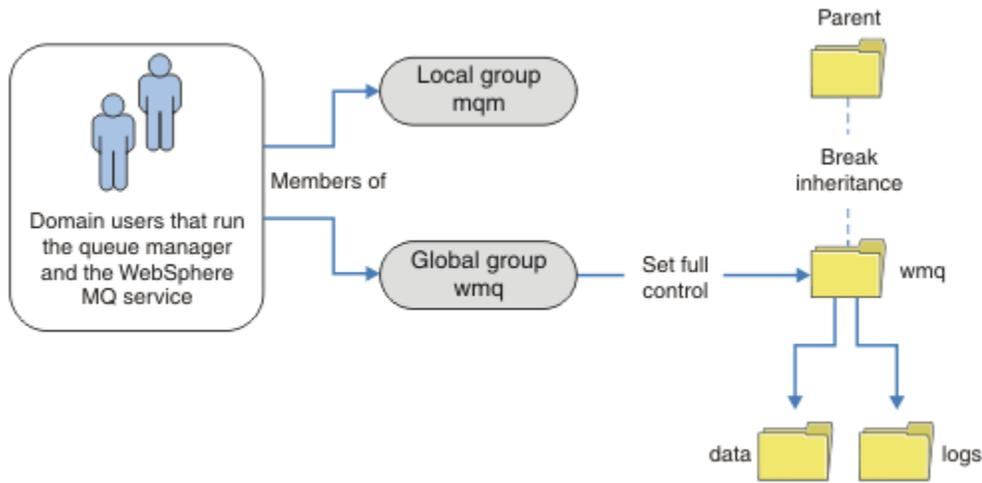 Parent
Local group
mqm
Break
inheritance
Members of
Domain users that run
the queue manager
and the WebSphere
MQ service
Global group
wmq
Set full
control
wmq
data
logs